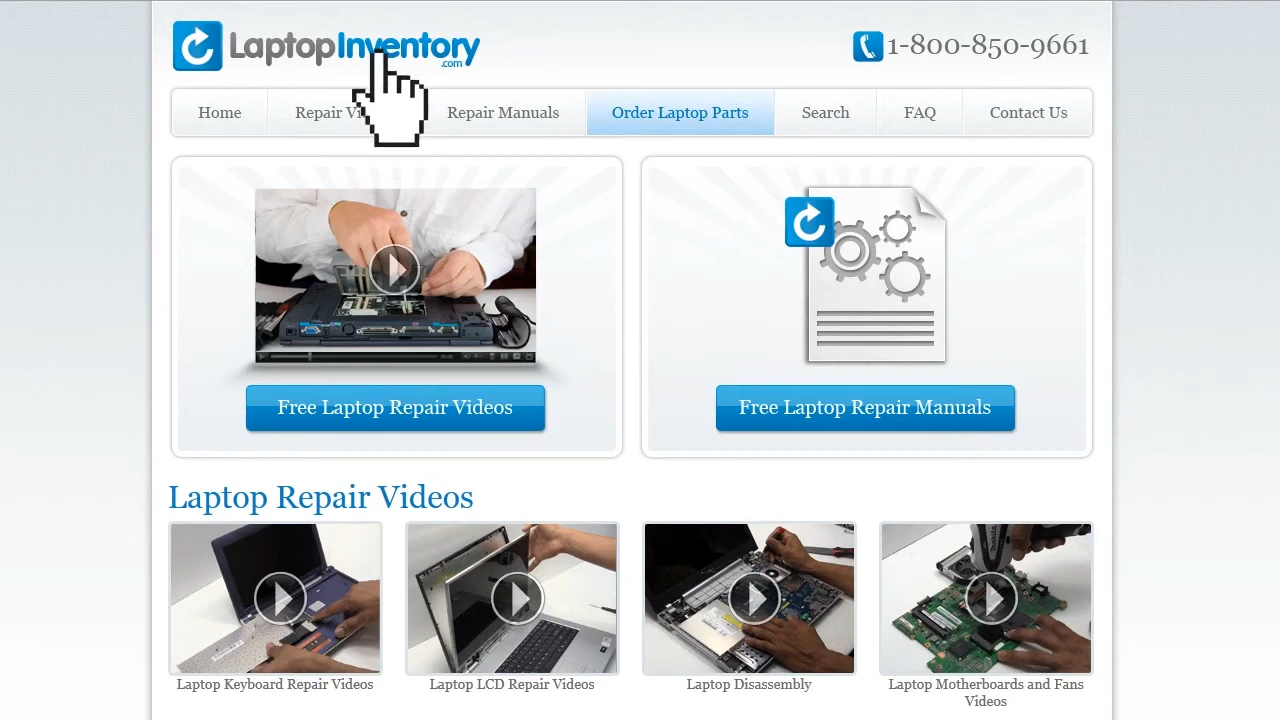 LaptopInventory
.com
1-800-850-9661
Home
Repair Vi
Repair Manuals
Order Laptop Parts
Search
FAQ
Contact Us
Free Laptop Repair Videos
Free Laptop Repair Manuals
Laptop Repair Videos
Laptop Keyboard Repair Videos
Laptop LCD Repair Videos
Laptop Disassembly
Laptop Motherboards and Fans
Videos